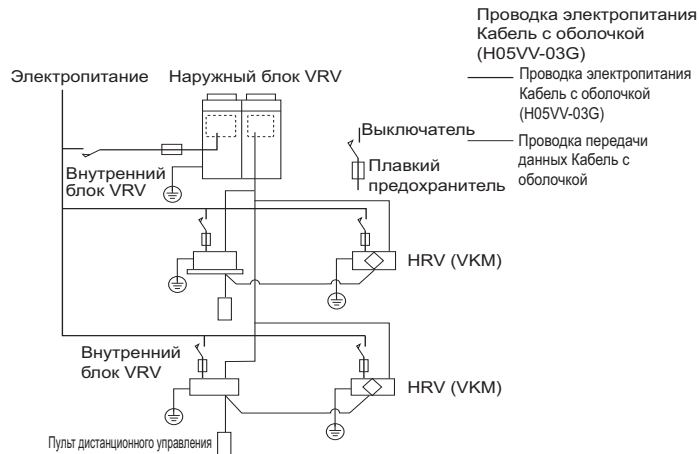 Проводка электропитания
Кабель с оболочкой
(H05VV-03G)
Электропитание
Наружный блок VRV
Проводка электропитания
Кабель с оболочкой
(H05VV-03G)
Выключатель
Проводка передачи
данных Кабель с
оболочкой
Плавкий
предохранитель
Внутренний
блок VRV
HRV (VKM)
Внутренний
блок VRV
HRV (VKM)
Пульт дистанционного управления